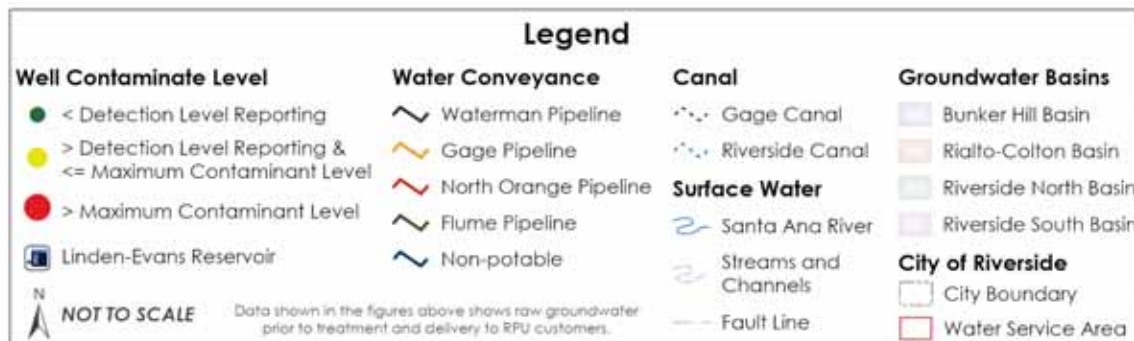 Legend
Well Contaminate Level
< Detection Level Reporting
> Detection Level Reporting &
<= Maximum Contaminant Level
> Maximum Contaminant Level
Linden-Evans Reservoir
N
NOT TO SCALE
Data shown in the figures above shows raw groundwater
prior to treatment and delivery to RPU customers.
Water Conveyance
Waterman Pipeline
Gage Pipeline
North Orange Pipeline
Flume Pipeline
Non-potable
Canal
Gage Canal
Riverside Canal
Surface Water
Santa Ana River
Streams and
Channels
Fault Line
Groundwater Basins
Bunker Hill Basin
Rialto-Colton Basin
Riverside North Basin
Riverside South Basin
City of Riverside
City Boundary
Water Service Area